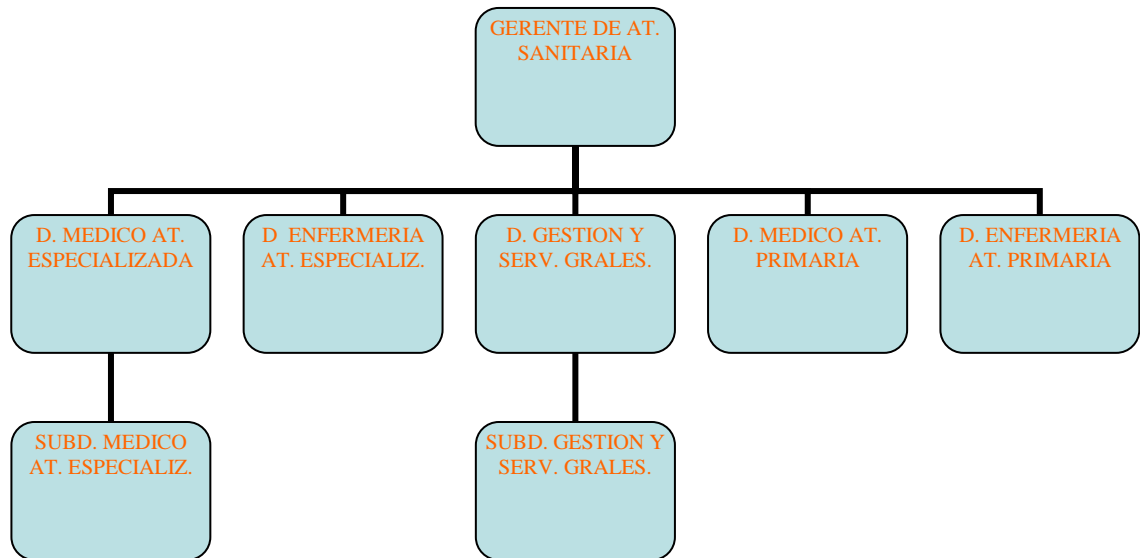 GERENTE DE AT.
SANITARIA
D. MEDICO AT.
ESPECIALIZADA
D ENFERMERIA
AT. ESPECIALIZ.
D. GESTION Y
SERV. GRALES.
D. MEDICO AT.
PRIMARIA
D. ENFERMERIA
AT. PRIMARIA
SUBD. MEDICO
AT. ESPECIALIZ.
SUBD. GESTION Y
SERV. GRALES.